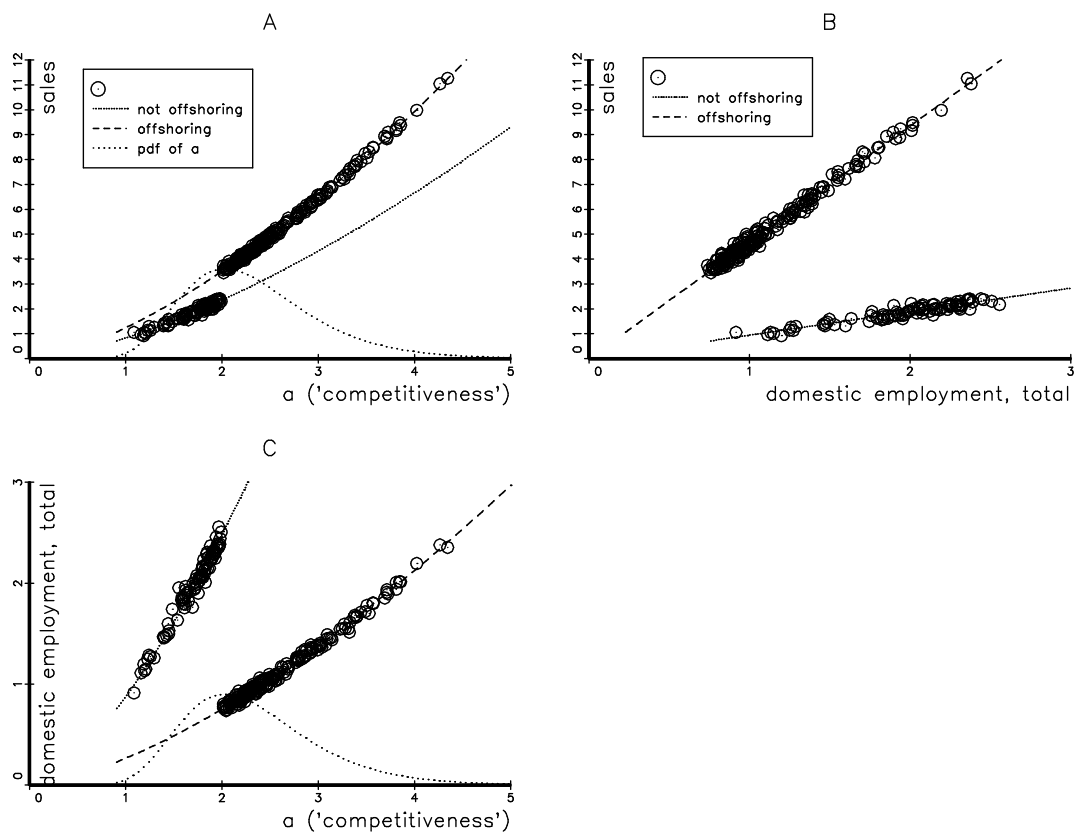 A
sales
12
11
10
9
8
7
6
5
4
3
2
1
0
not offshoring
offshoring
pdf of a
0 1 2 3 4 5
a ('competitiveness')
B
sales
12
11
10
9
8
7
6
5
4
3
2
1
0
not offshoring
offshoring
0 1 2 3
domestic employment, total
C
domestic employment, total
3
2
1
0
0 1 2 3 4 5
a ('competitiveness')